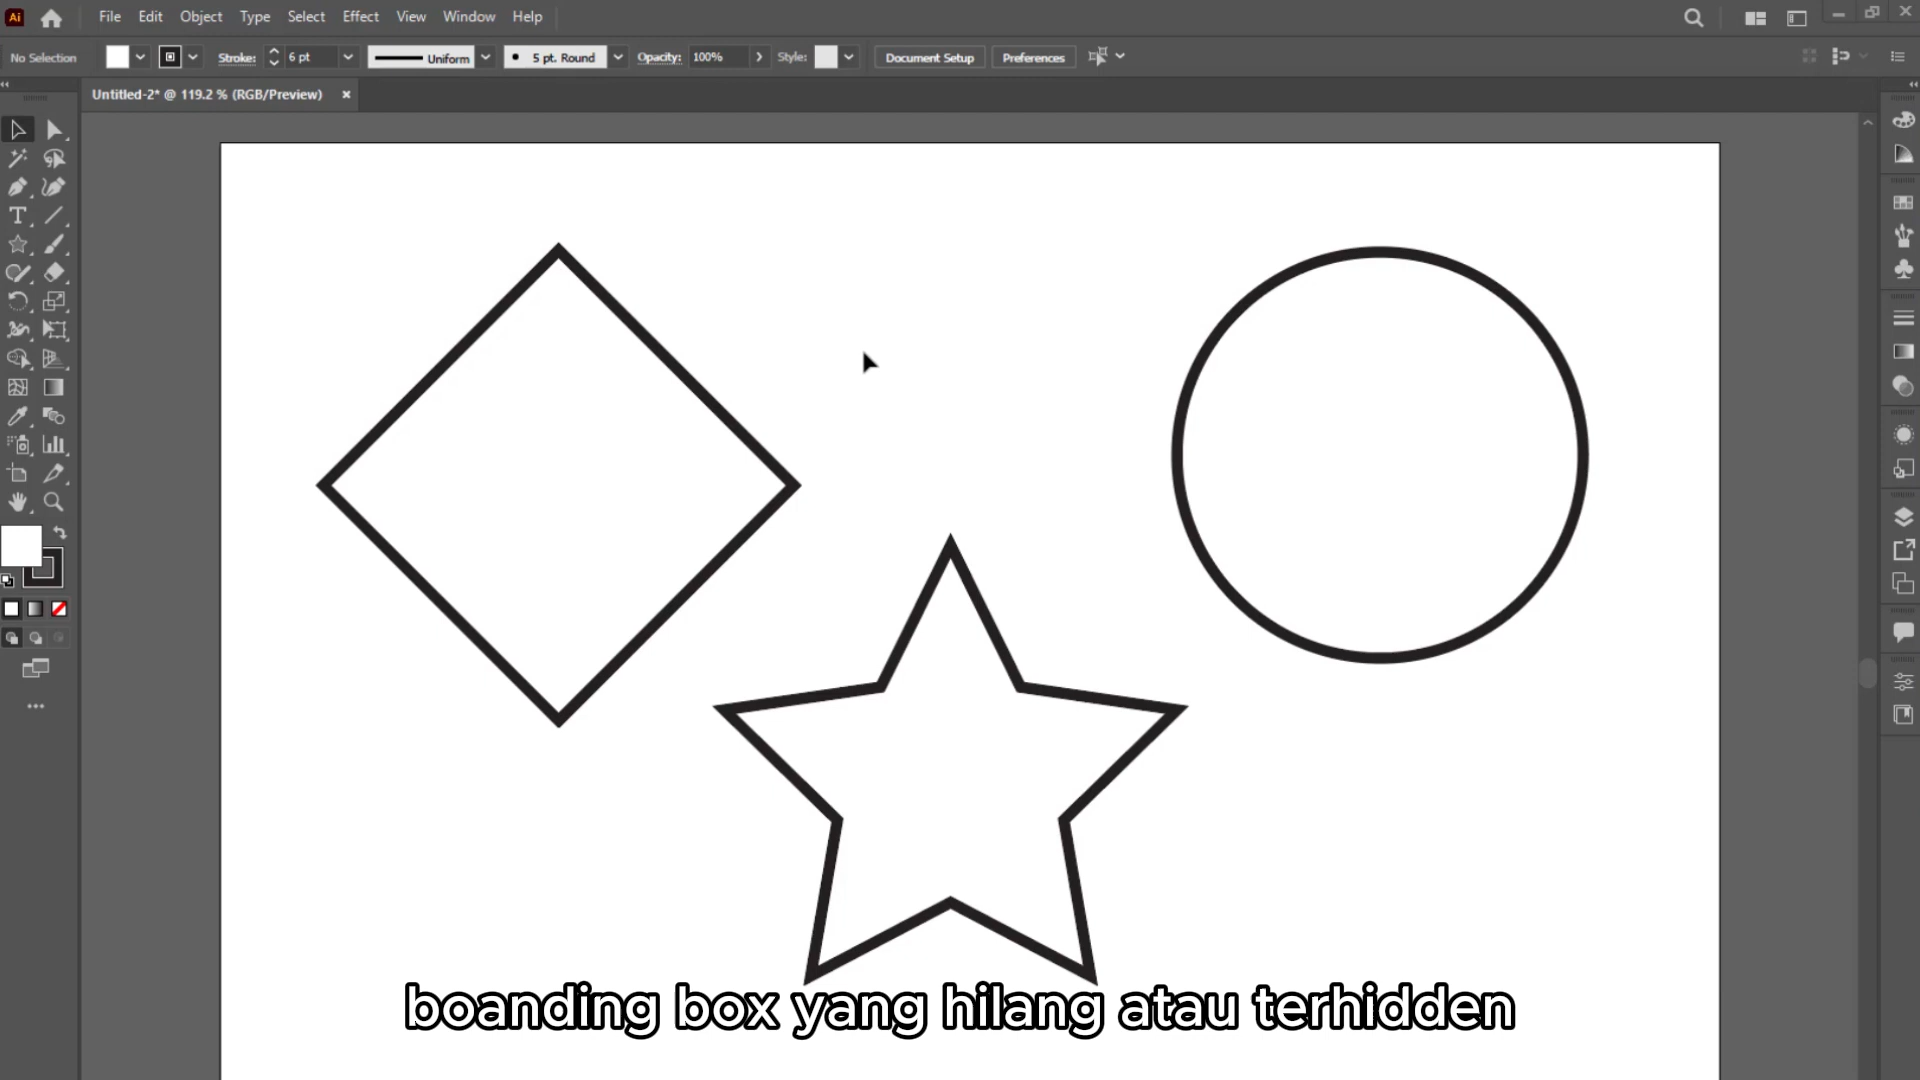 Ai File Edit Object Type Select Effect View Window Help
No Selection Stroke: 6 pt Uniform 5 pt. Round Opacity: 100% Style: Document Setup Preferences
Untitled-2* @ 119.2 % (RGB/Preview)
T
boanding box yang hilang atau terhidden